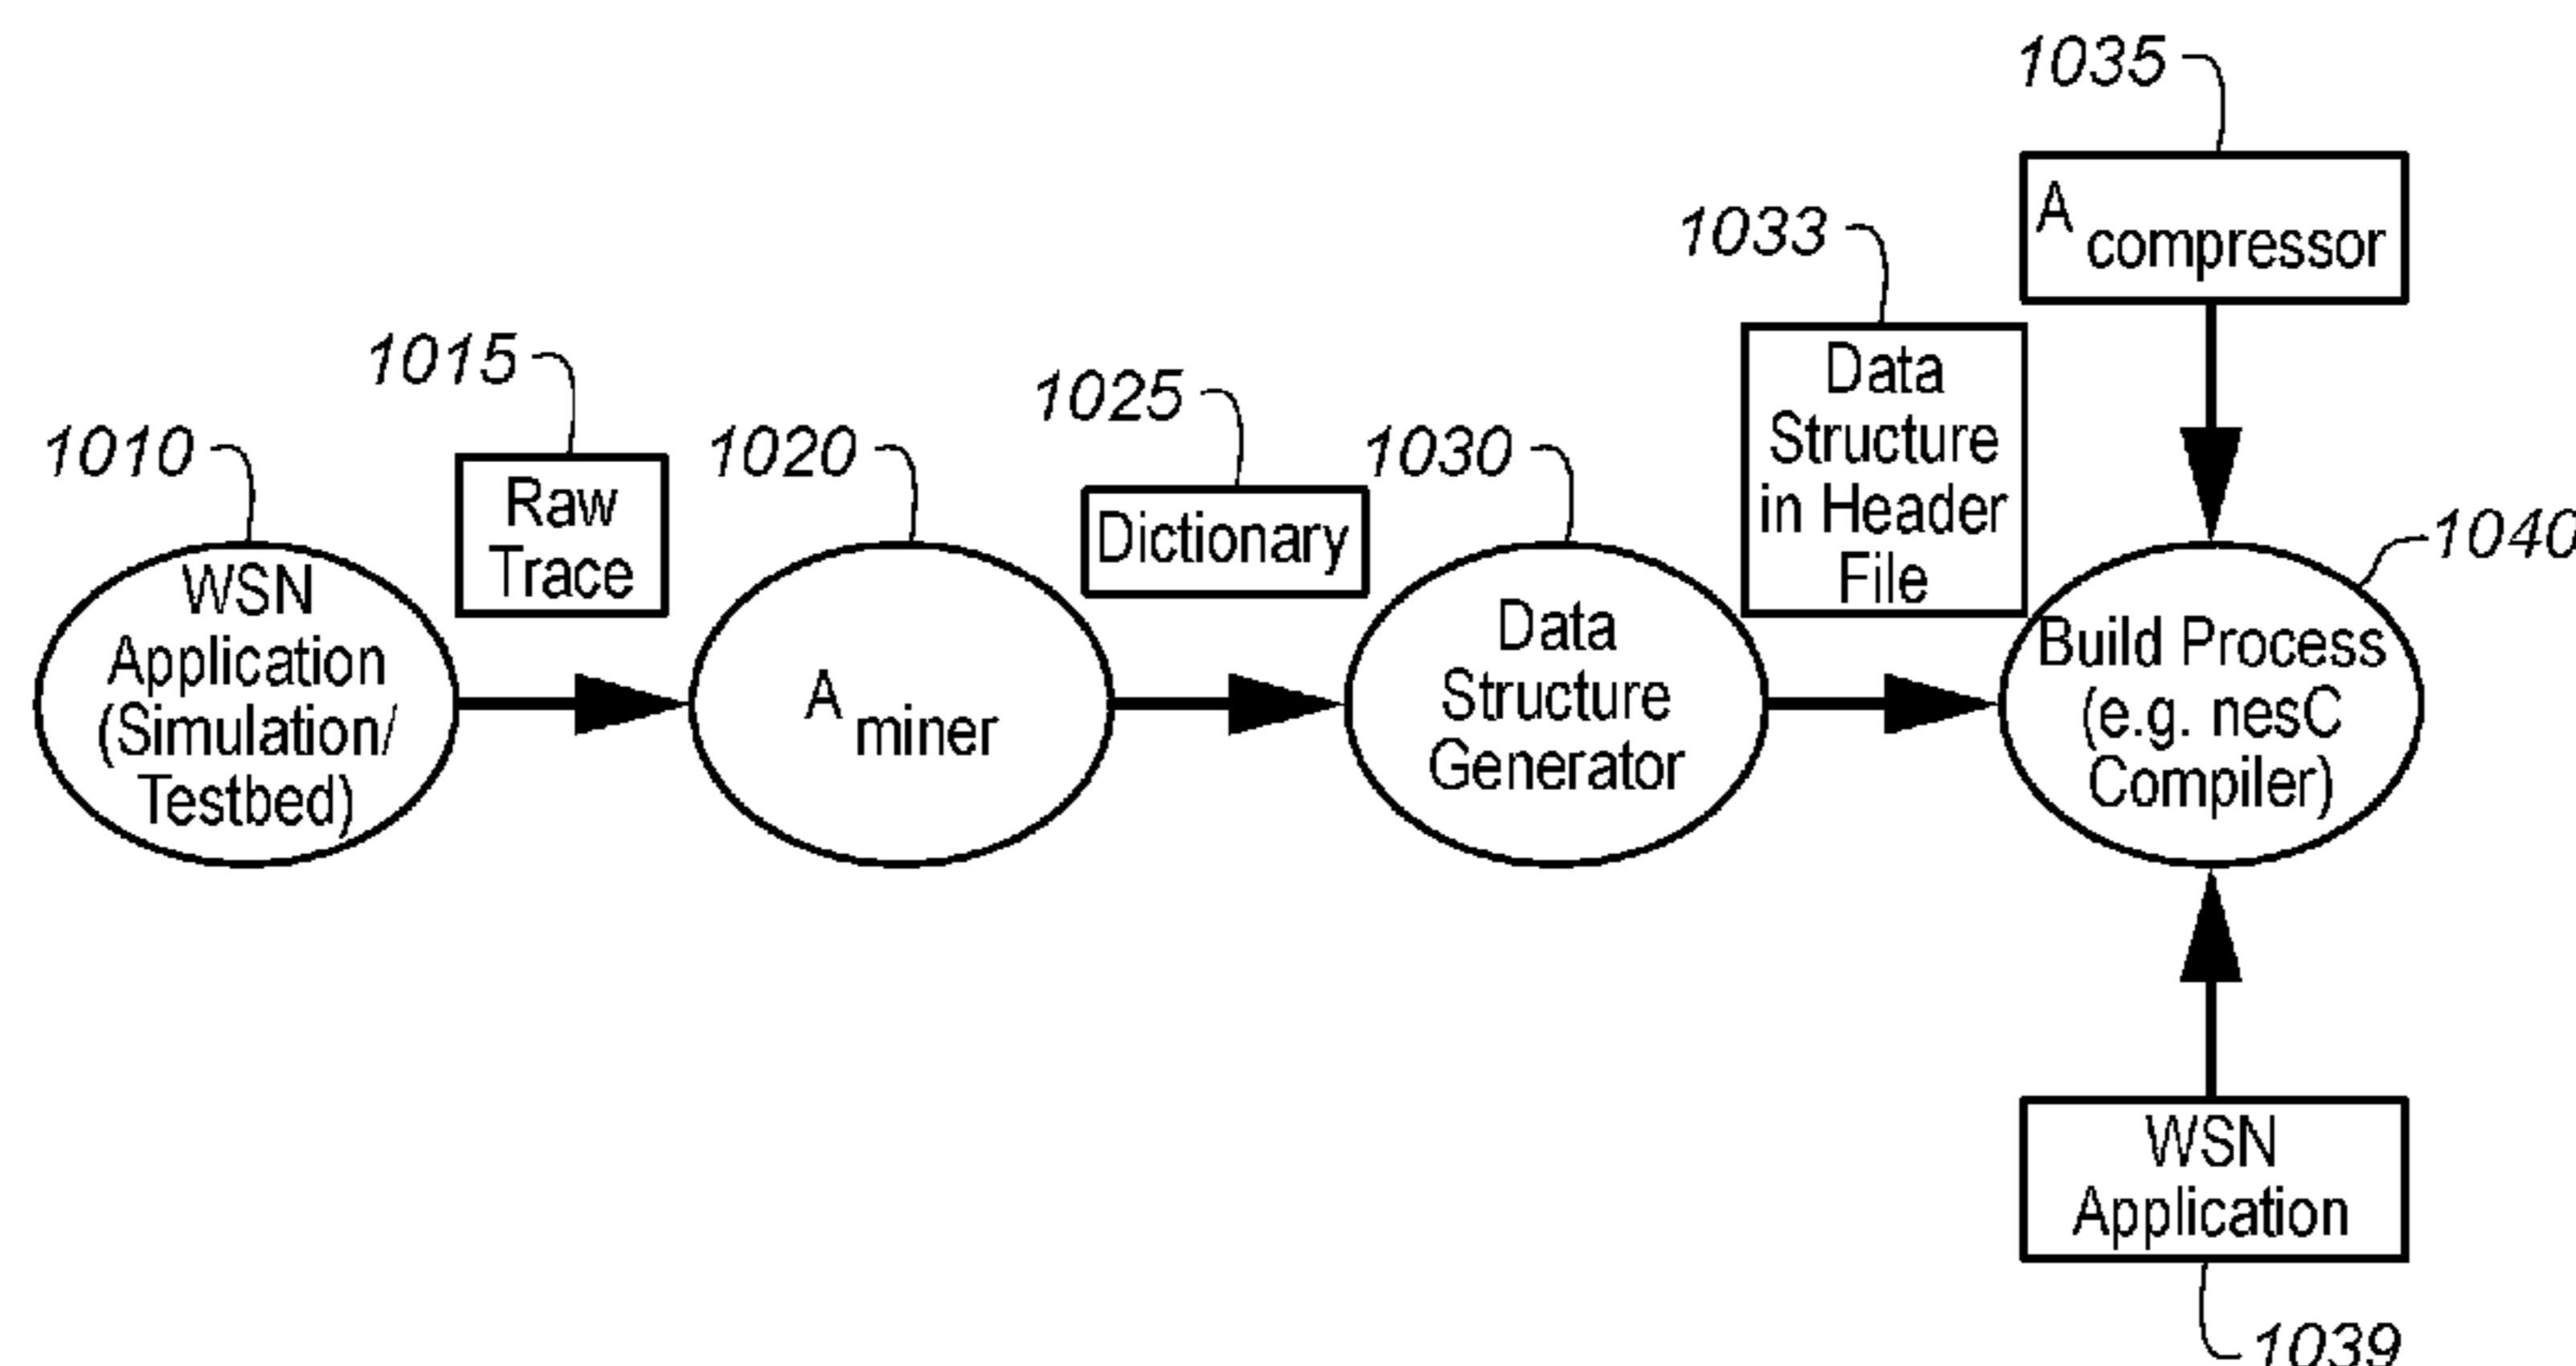 1035
A compressor
1033
Data
Structure
in Header
File
1015
Raw
Trace
1025
Dictionary
1010
WSN
Application
(Simulation/
Testbed)
1020
A miner
1030
Data
Structure
Generator
1040
Build Process
(e.g. nesC
Compiler)
WSN
Application
1039